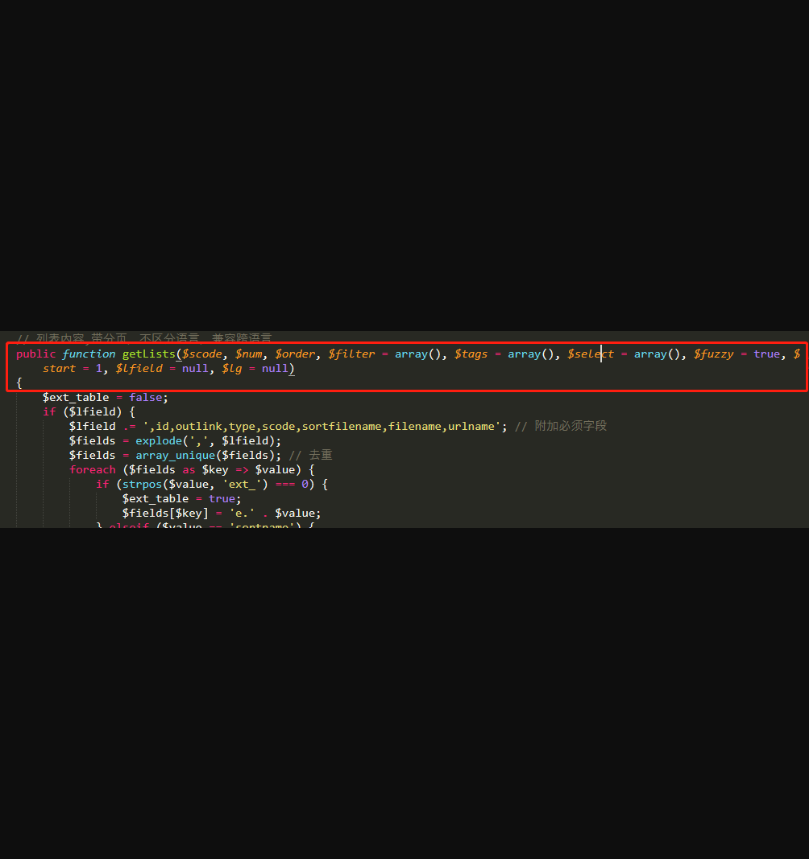 // 列表内容,带分页，不区分语言，兼容跨语言
public function getLists($scode, $num, $order, $filter = array(), $tags = array(), $select = array(), $fuzzy = true, $
start = 1, $lfield = null, $lg = null)
{
$ext_table = false;
if ($lfield) {
$lfield .= ',id,outlink,type,scode,sortfilename,filename,urlname'; // 附加必须字段
$fields = explode(',', $lfield);
$fields = array_unique($fields); // 去重
foreach ($fields as $key => $value) {
if (strpos($value, 'ext_') === 0) {
$ext_table = true;
$fields[$key] = 'e.' . $value;
} elseif ($value == 'sortname') {